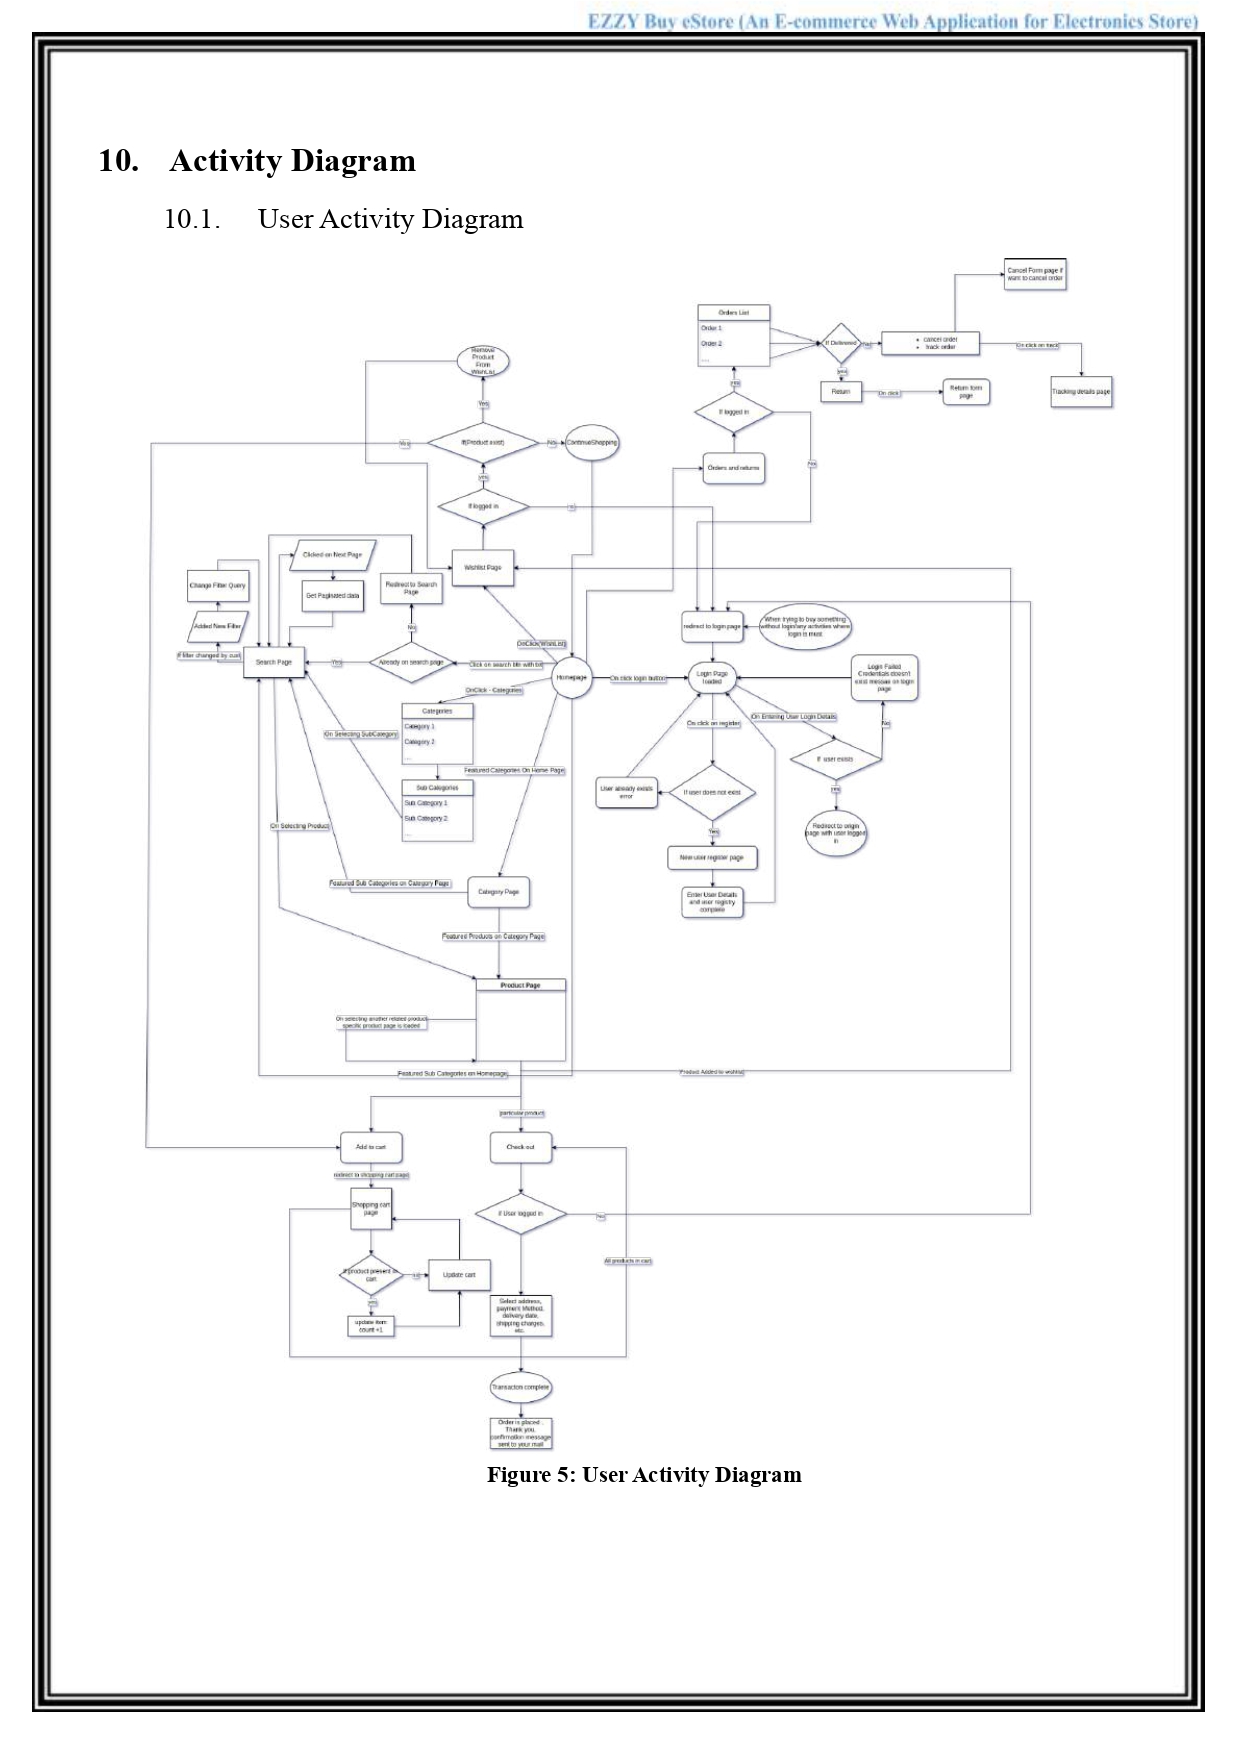 EZZY Buy eStore (An E-commerce Web Application for Electronics Store)
10. Activity Diagram
10.1. User Activity Diagram
Cancel Form page if
want to cancel order
Orders List
Order 1
Order 2
....
If Delivered
yes
cancel order
track order
On click on track
Tracking details page
Return
On click
Return form
page
yes
If logged in
Orders and returns
Remove
Product
From
WishList
Yes
If(Product exist)
No
ContinueShopping
yes
If logged in
Wishlist Page
Clicked on Next Page
Get Paginated data
Change Filter Query
Added New Filter
If filter changed by cust
Search Page
Redirect to Search
Page
No
Already on search page
Yes
Click on search btn with txt
OnClick(WishList)
Homepage
On click login button
redirect to login page
When trying to buy something
without login/any activities where
login is must
Login Page
loaded
Login Failed
Credentials doesn't
exist messae on login
page
On Entering User Login Details
No
If user exists
yes
Redirect to origin
page with user logged
in
On click on register
If user does not exist
User already exists
error
Yes
New user register page
Enter User Details
and user registry
complete
OnClick - Categories
Categories
Category 1
Category 2
...
On Selecting SubCategory
Sub Categories
Sub Category 1
Sub Category 2
...
Featured Categories On Home Page
On Selecting Product
Featured Sub Categories on Category Page
Category Page
Featured Products on Category Page
Product Page
On selecting another related product
specific product page is loaded
Featured Sub Categories on Homepage
Product Added to wishlist
particular product
Add to cart
Check out
redirect to shopping cart page
Shopping cart
page
If User logged in
All products in cart
If product present in
cart
Update cart
yes
update item
count +1
Select address,
payment Method,
delivery date,
shipping charges,
etc.
Transaction complete
Order is placed .
Thank you,
confirmation message
sent to your mail
Figure 5: User Activity Diagram